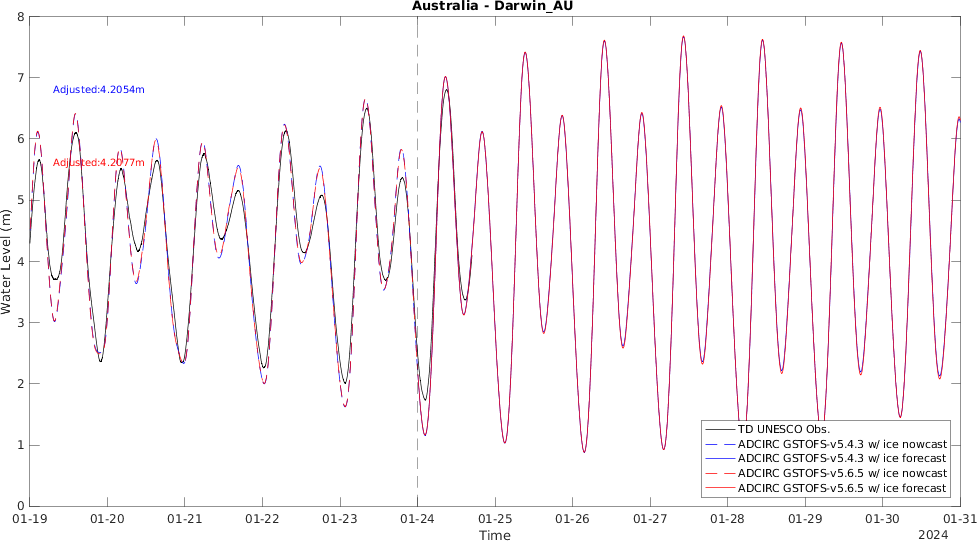 Australia - Darwin_AU
8
7
6
5
4
3
2
1
0
Water Level (m)
Adjusted:4.2054m
Adjusted:4.2077m
TD UNESCO Obs.
ADCIRC GSTOFS-v5.4.3 w/ ice nowcast
ADCIRC GSTOFS-v5.4.3 w/ ice forecast
ADCIRC GSTOFS-v5.6.5 w/ ice nowcast
ADCIRC GSTOFS-v5.6.5 w/ ice forecast
01-19 01-20 01-21 01-22 01-23 01-24 01-25 01-26 01-27 01-28 01-29 01-30 01-31
Time
2024